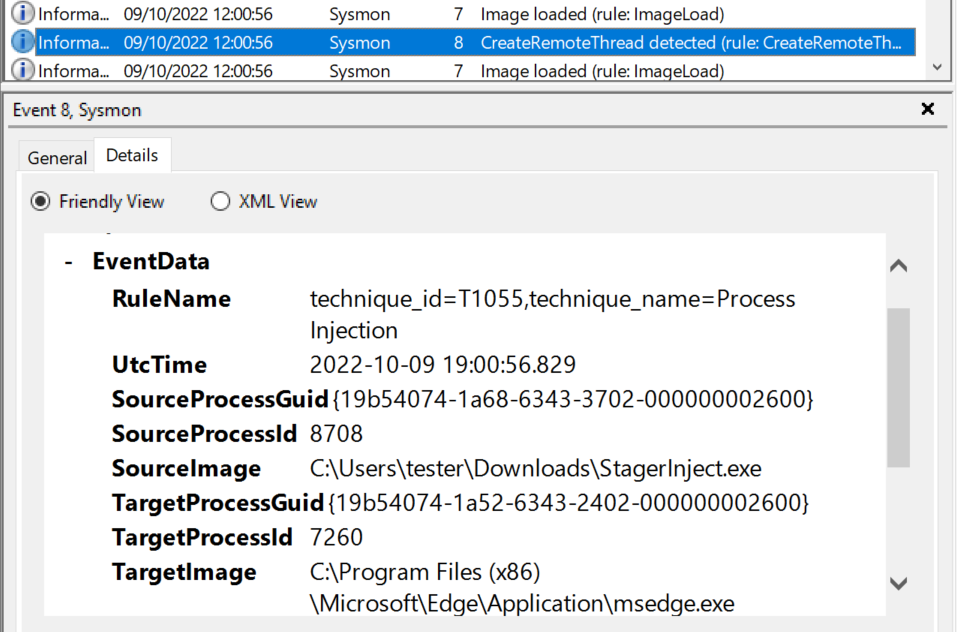 Informa... 09/10/2022 12:00:56 Sysmon 7 Image loaded (rule: ImageLoad)
Informa... 09/10/2022 12:00:56 Sysmon 8 CreateRemoteThread detected (rule: CreateRemoteTh...
Informa... 09/10/2022 12:00:56 Sysmon 7 Image loaded (rule: ImageLoad)
Event 8, Sysmon
General Details
Friendly View XML View
- EventData
RuleName technique_id=T1055,technique_name=Process
Injection
UtcTime 2022-10-09 19:00:56.829
SourceProcessGuid {19b54074-1a68-6343-3702-000000002600}
SourceProcessId 8708
SourceImage C:\Users\tester\Downloads\StagerInject.exe
TargetProcessGuid {19b54074-1a52-6343-2402-000000002600}
TargetProcessId 7260
TargetImage C:\Program Files (x86)
\Microsoft\Edge\Application\msedge.exe